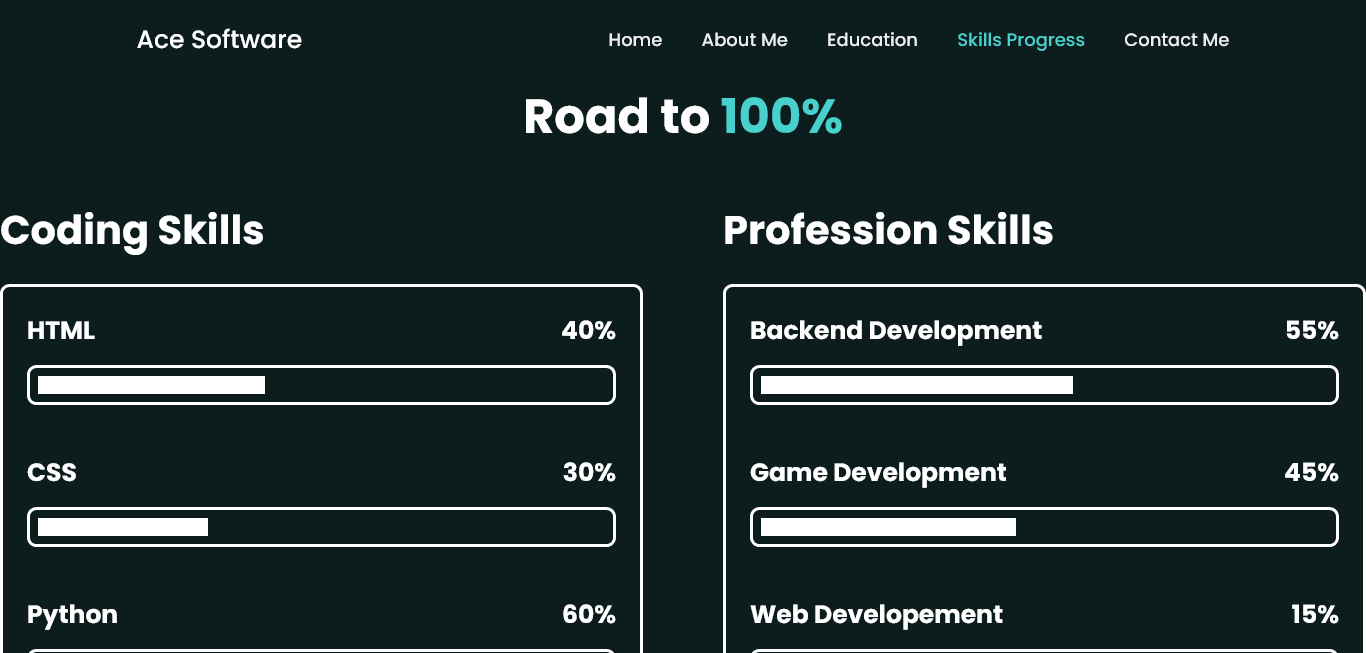 Ace Software
Home About Me Education Skills Progress Contact Me
Road to 100%
Coding Skills
HTML 40%
CSS 30%
Python 60%
Profession Skills
Backend Development 55%
Game Development 45%
Web Developement 15%